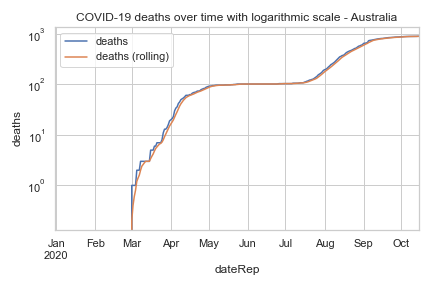 COVID-19 deaths over time with logarithmic scale - Australia
deaths
deaths (rolling)
10³
10²
10¹
10⁰
deaths
Jan Feb Mar Apr May Jun Jul Aug Sep Oct
2020
dateRep